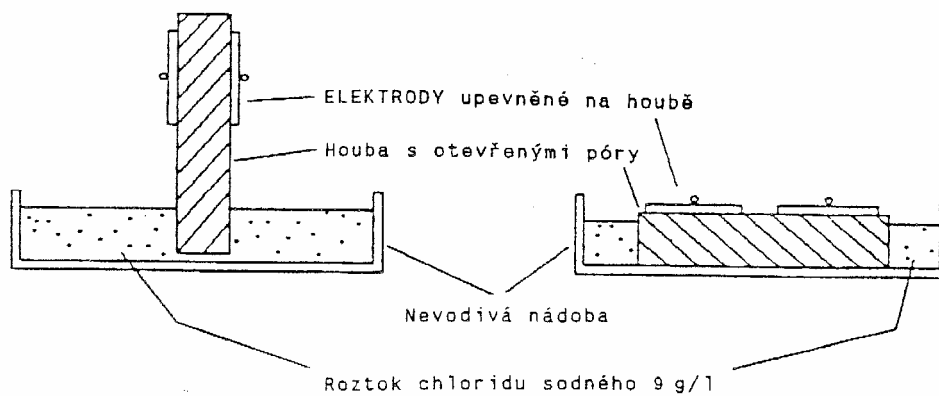 ELEKTRODY upevněné na houbě
Houba s otevřenými póry
Nevodivá nádoba
Roztok chloridu sodného 9 g/l